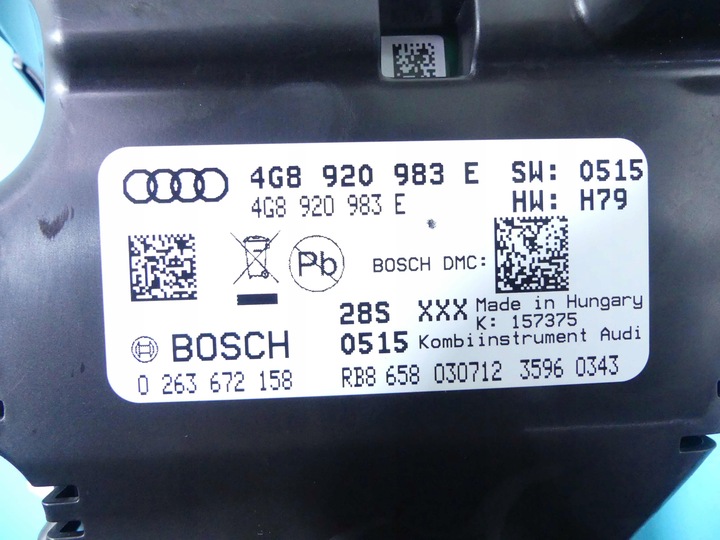 4G8 920 983 E SW: 0515
4G8 920 983 E HW: H79
Pb BOSCH DMC:
28S XXX Made in Hungary
K: 157375
BOSCH 0515 Kombiinstrument Audi
0 263 672 158 RB8 658 030712 3596 0343